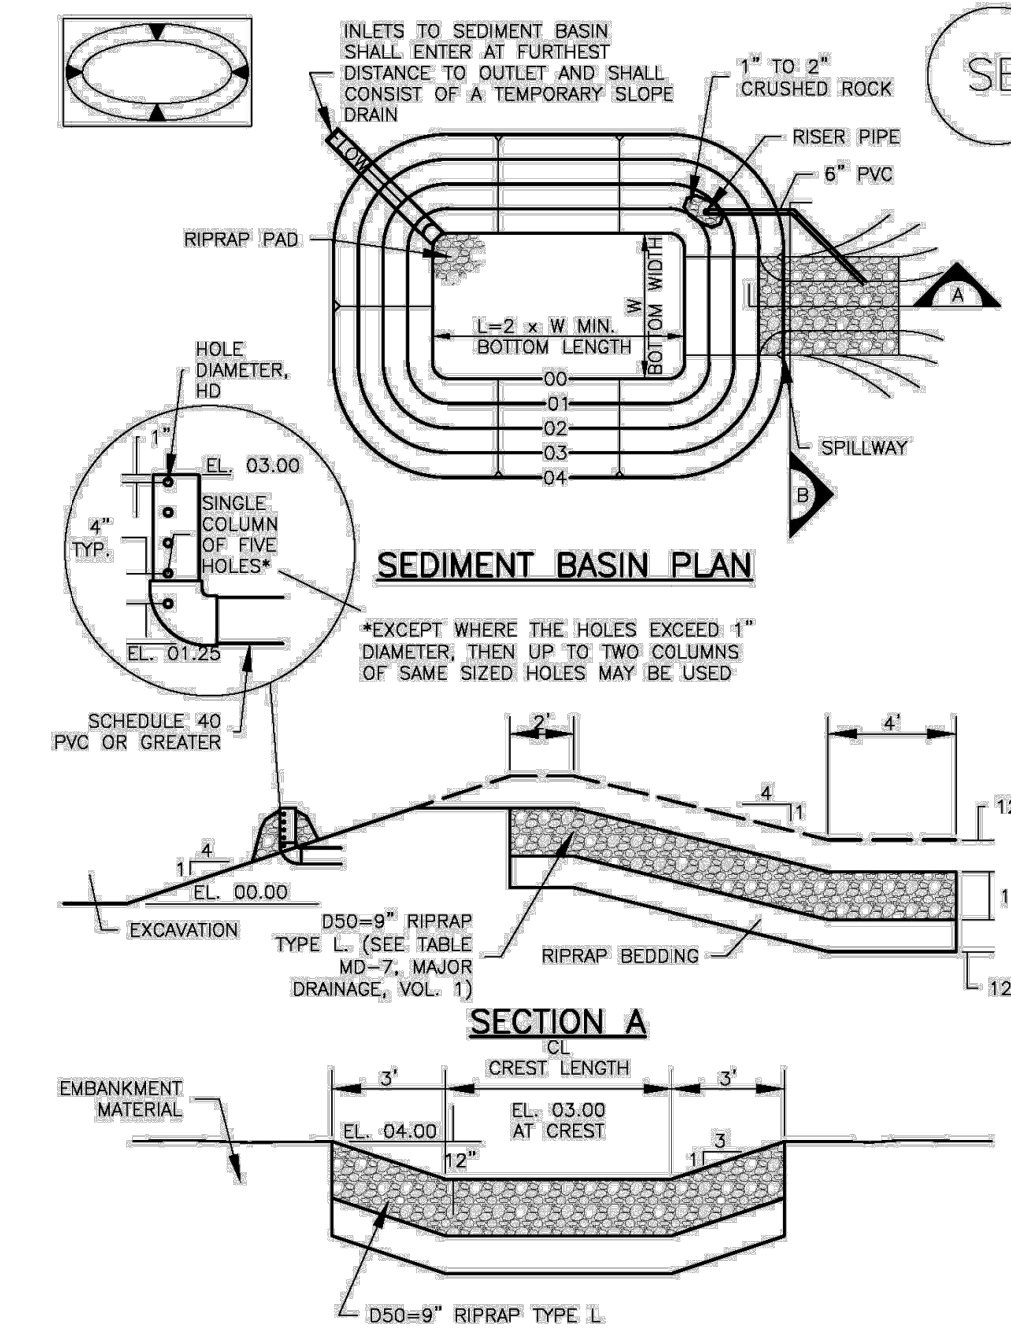 INLETS TO SEDIMENT BASIN
SHALL ENTER AT FURTHEST
DISTANCE TO OUTLET AND SHALL
CONSIST OF A TEMPORARY SLOPE
DRAIN
1" TO 2"
CRUSHED ROCK
SE
RISER PIPE
6" PVC
FLOW
RIPRAP PAD
L=2 x W MIN.
BOTTOM LENGTH
W
BOTTOM WIDTH
A
00
01
02
03
04
SPILLWAY
B
HOLE
DIAMETER,
HD
1"
EL. 03.00
4"
TYP.
SINGLE
COLUMN
OF FIVE
HOLES*
EL. 01.25
SEDIMENT BASIN PLAN
*EXCEPT WHERE THE HOLES EXCEED 1"
DIAMETER, THEN UP TO TWO COLUMNS
OF SAME SIZED HOLES MAY BE USED
SCHEDULE 40
PVC OR GREATER
2'
4'
4
1
12
4
1
EL. 00.00
EXCAVATION
1
D50=9" RIPRAP
TYPE L. (SEE TABLE
MD-7, MAJOR
DRAINAGE, VOL. 1)
RIPRAP BEDDING
12
SECTION A
CL
CREST LENGTH
3'
3'
EMBANKMENT
MATERIAL
EL. 04.00
EL. 03.00
AT CREST
12"
3
1
D50=9" RIPRAP TYPE L